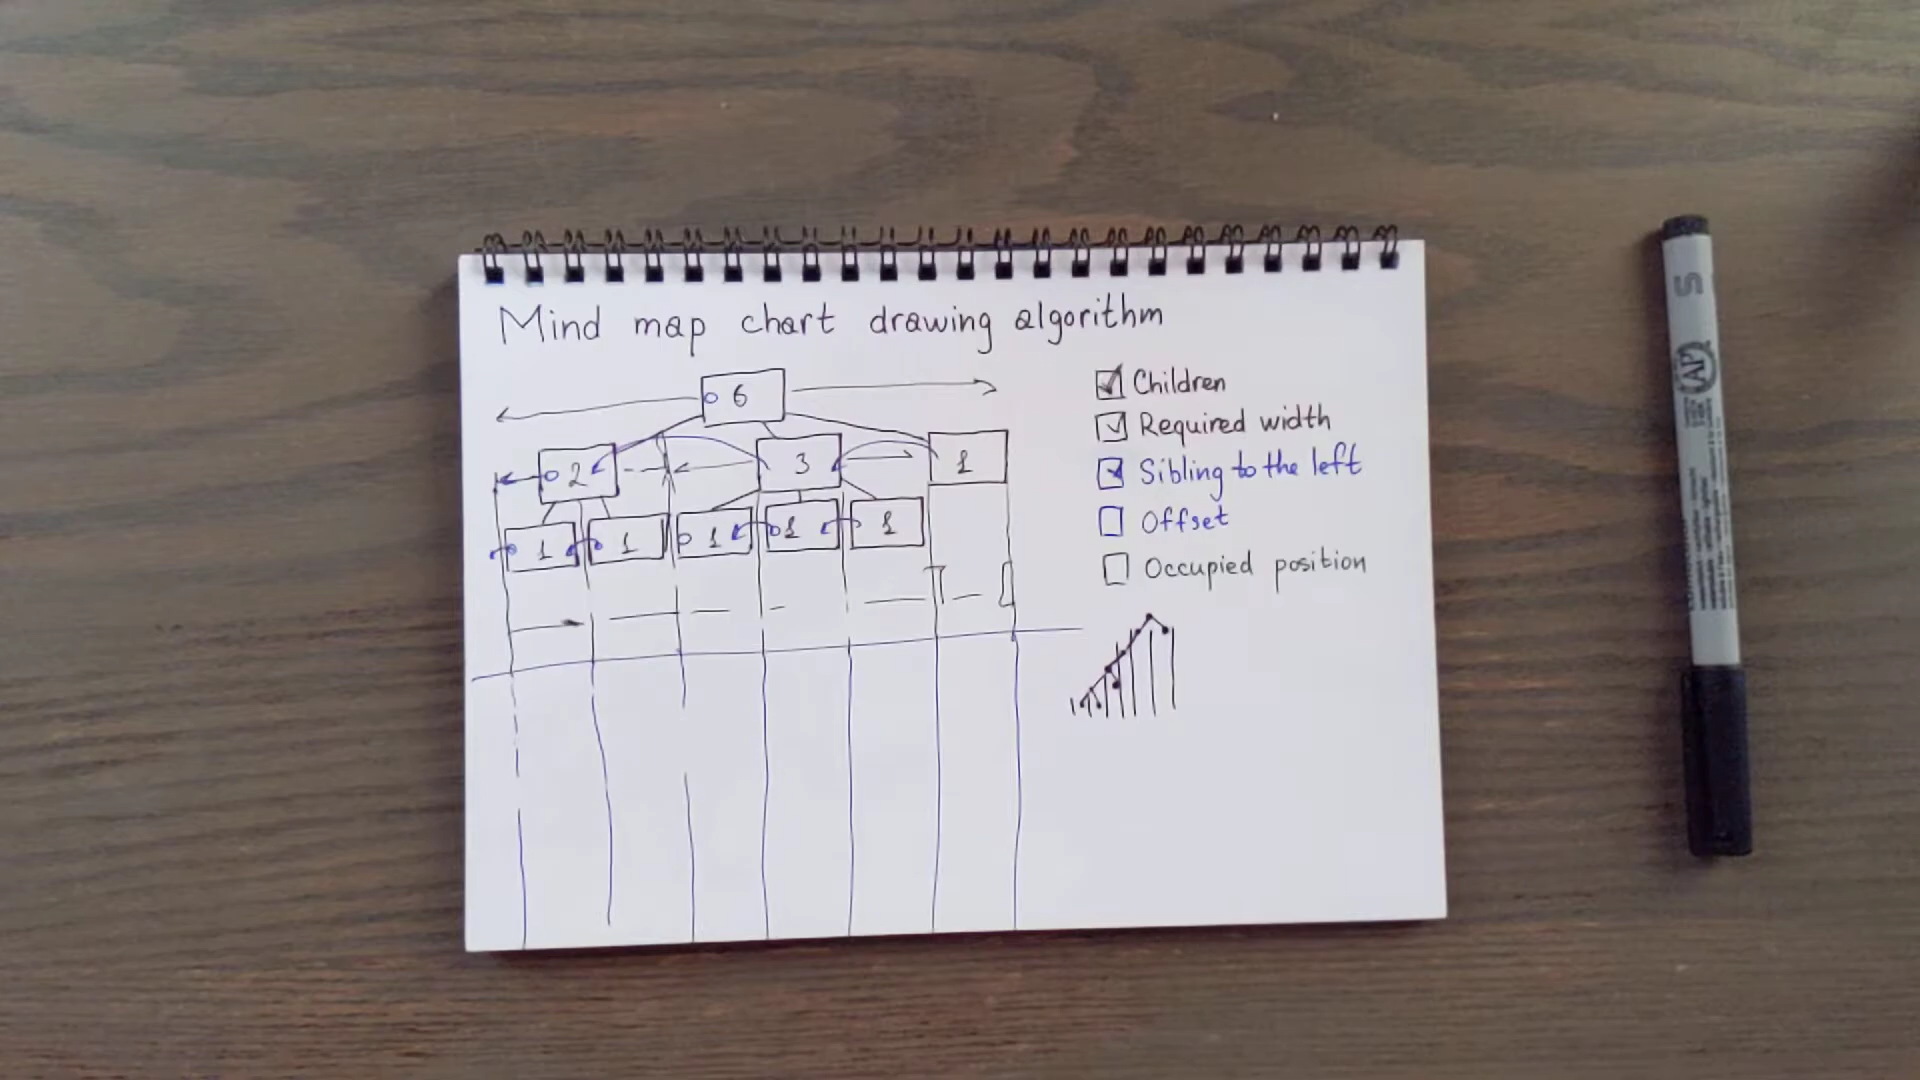 Mind map chart drawing algorithm
6
2 3 1
1 1 1 1 1
Children
Required width
Sibling to the left
Offset
Occupied position
S
AP